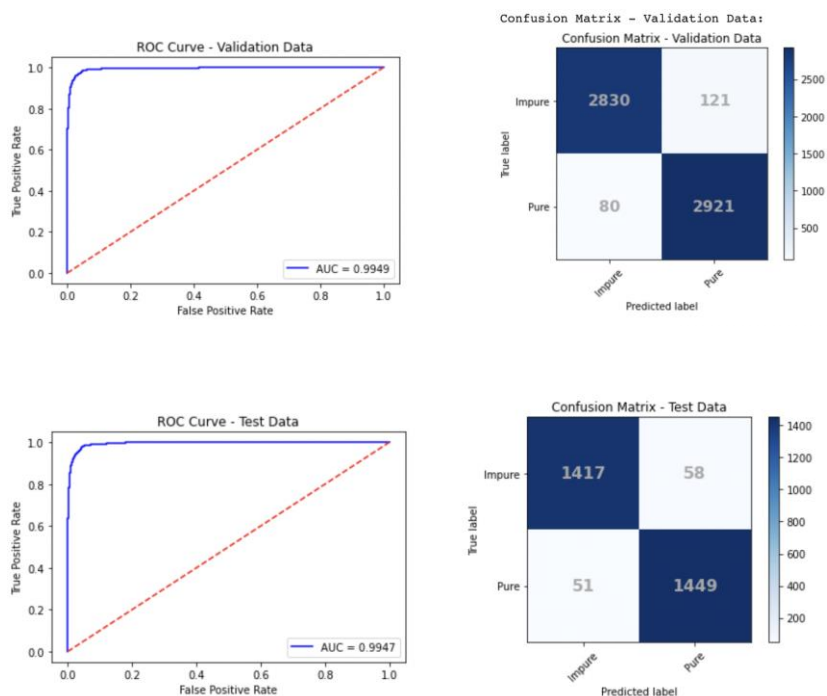 Confusion Matrix - Validation Data:
ROC Curve - Validation Data
1.0
0.8
0.6
0.4
0.2
0.0
True Positive Rate
0.0 0.2 0.4 0.6 0.8 1.0
False Positive Rate
AUC = 0.9949
Confusion Matrix - Validation Data
Impure 2830 121
Pure 80 2921
True label
Impure Pure
Predicted label
2500
2000
1500
1000
500
ROC Curve - Test Data
1.0
0.8
0.6
0.4
0.2
0.0
True Positive Rate
0.0 0.2 0.4 0.6 0.8 1.0
False Positive Rate
AUC = 0.9947
Confusion Matrix - Test Data
Impure 1417 58
Pure 51 1449
True label
Impure Pure
Predicted label
1400
1200
1000
800
600
400
200